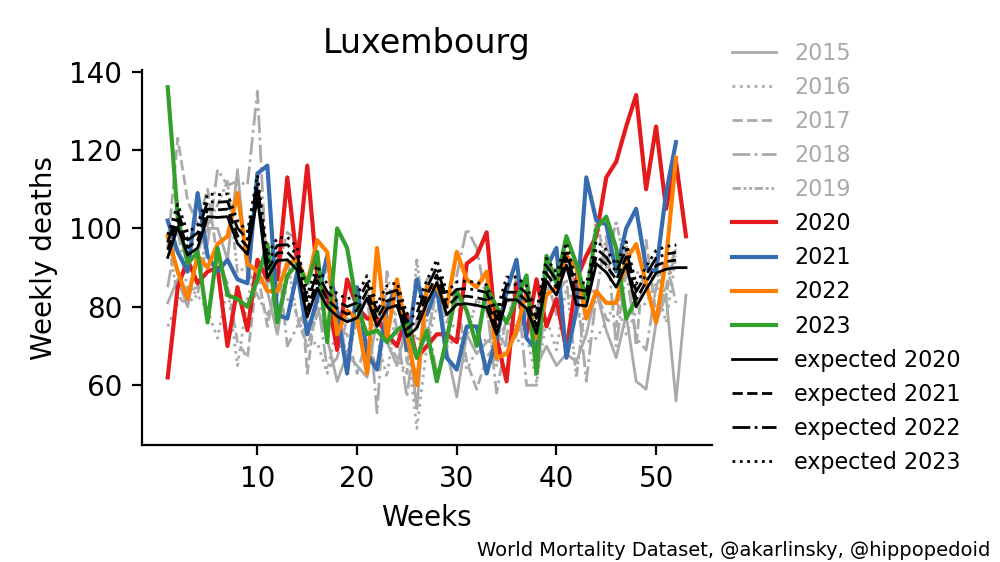 Luxembourg
140
120
100
80
60
Weekly deaths
10
20
30
40
50
Weeks
2015
2016
2017
2018
2019
2020
2021
2022
2023
expected 2020
expected 2021
expected 2022
expected 2023
World Mortality Dataset, @akarlinsky, @hippopedoid